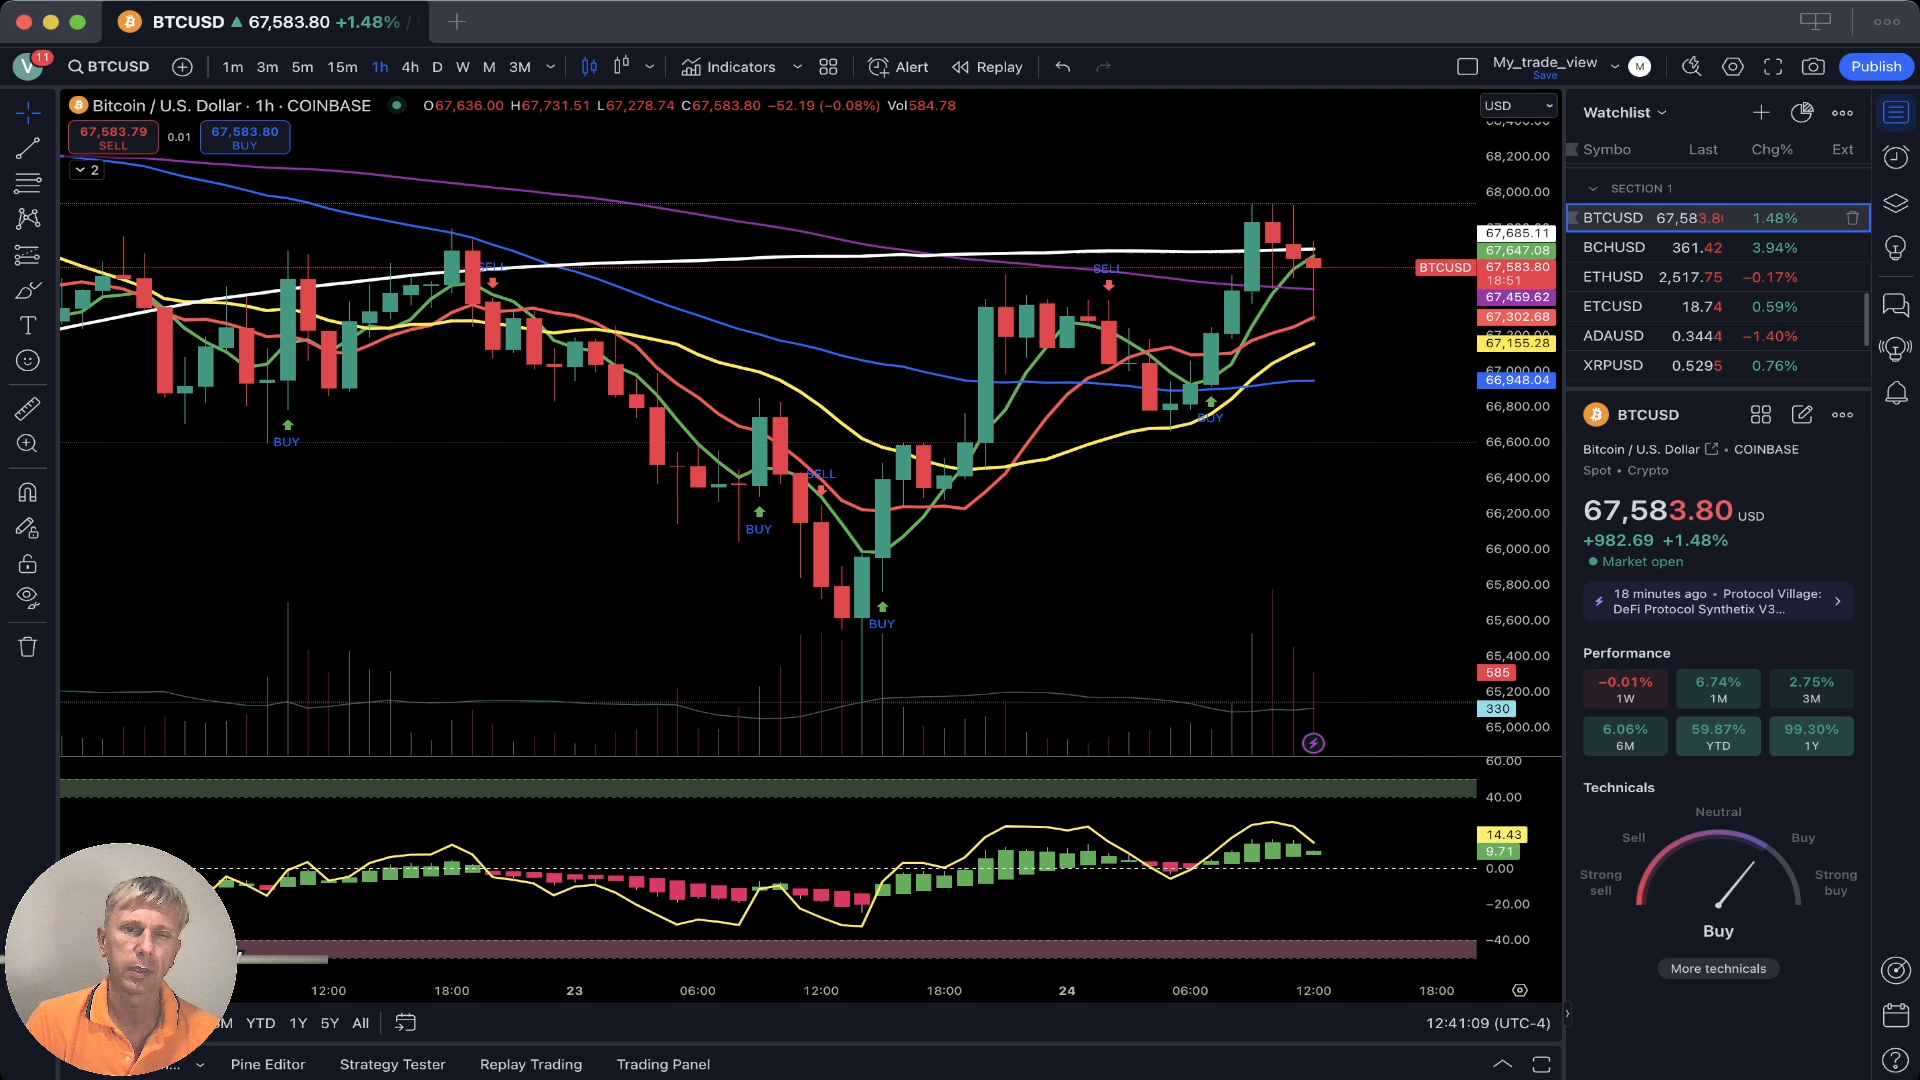 BTCUSD ▲ 67,583.80 +1.48% /
V 11 BTCUSD 1m 3m 5m 15m 1h 4h D W M 3M Indicators Alert Replay My_trade_view Save M Publish
Bitcoin / U.S. Dollar · 1h · COINBASE O67,636.00 H67,731.51 L67,278.74 C67,583.80 −52.19 (−0.08%) Vol584.78
67,583.79 SELL 0.01 67,583.80 BUY
2
USD
68,200.00
68,000.00
67,685.11
67,647.08
BTCUSD 67,583.80
18:51
67,459.62
67,302.68
67,155.28
66,948.04
66,800.00
66,600.00
66,400.00
66,200.00
66,000.00
65,800.00
65,600.00
65,400.00
585
65,200.00
330
65,000.00
60.00
40.00
14.43
9.71
0.00
−20.00
−40.00
SELL
SELL
SELL
BUY
BUY
BUY
BUY
12:00 18:00 23 06:00 12:00 18:00 24 06:00 12:00 18:00
YTD 1Y 5Y All
12:41:09 (UTC-4)
Pine Editor Strategy Tester Replay Trading Trading Panel
Watchlist
Symbo Last Chg% Ext
SECTION 1
BTCUSD 67,583.8 1.48%
BCHUSD 361.42 3.94%
ETHUSD 2,517.75 −0.17%
ETCUSD 18.74 0.59%
ADAUSD 0.3444 −1.40%
XRPUSD 0.5295 0.76%
BTCUSD
Bitcoin / U.S. Dollar • COINBASE
Spot • Crypto
67,583.80 USD
+982.69 +1.48%
Market open
18 minutes ago • Protocol Village:
DeFi Protocol Synthetix V3...
Performance
−0.01% 6.74% 2.75%
1W 1M 3M
6.06% 59.87% 99.30%
6M YTD 1Y
Technicals
Neutral
Sell Buy
Strong sell Strong buy
Buy
More technicals